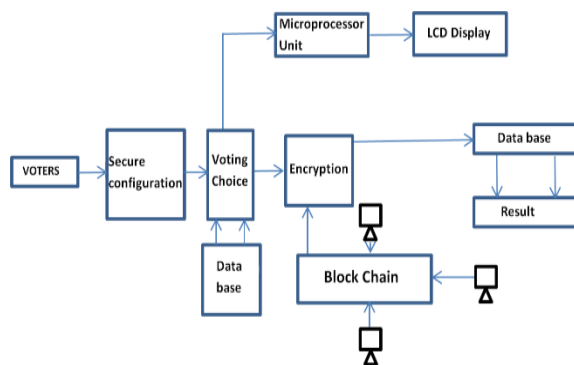 Microprocessor
Unit
LCD Display
VOTERS
Secure
configuration
Voting
Choice
Encryption
Data base
Result
Data
base
Block Chain